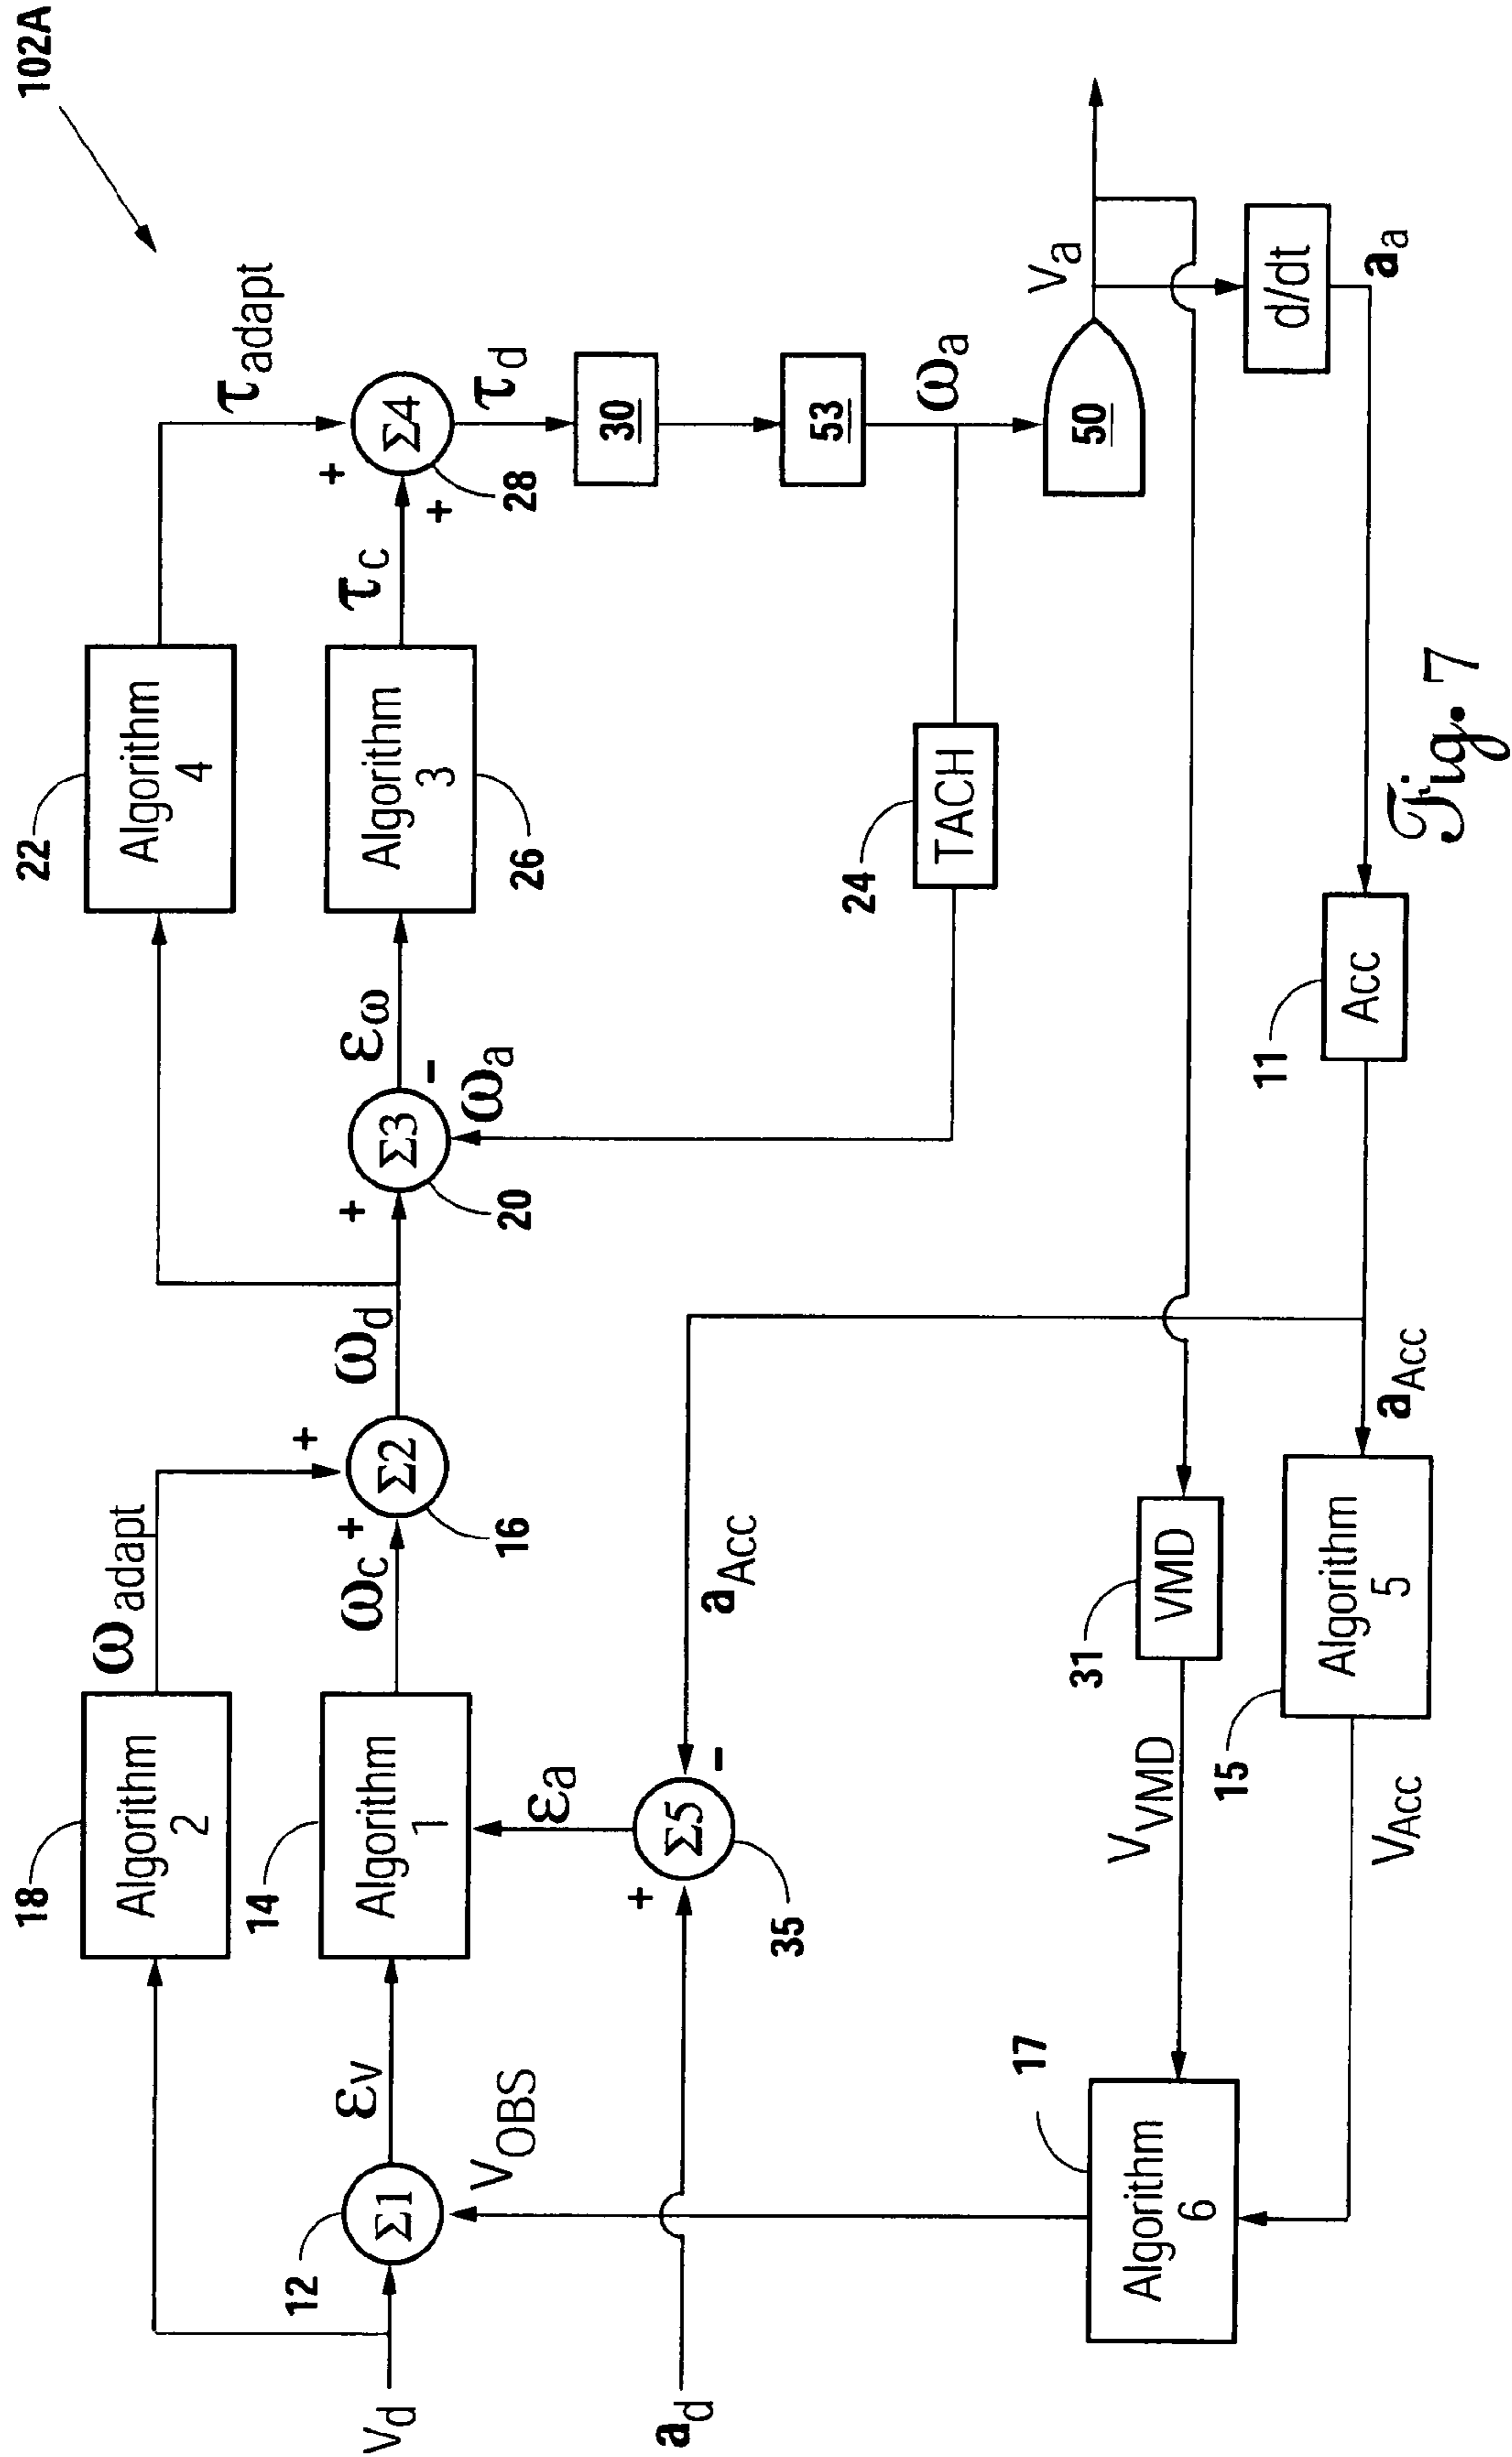 102A
22
Algorithm
4
τadapt
18
Algorithm
2
ωadapt
+
+
Vd
12
Σ1
εV
14
Algorithm
1
ωC
+
Σ2
16
ωd
+
Σ3
20
-
εω
Algorithm
3
26
τC
+
Σ4
28
τd
30
53
ωa
ωa
24
TACH
50
Va
VOBS
εa
ad
+
Σ5
35
-
aAcc
d/dt
aa
17
Algorithm
6
VVMD
31
VMD
VAcc
15
Algorithm
5
aAcc
11
Acc
Fig. 7